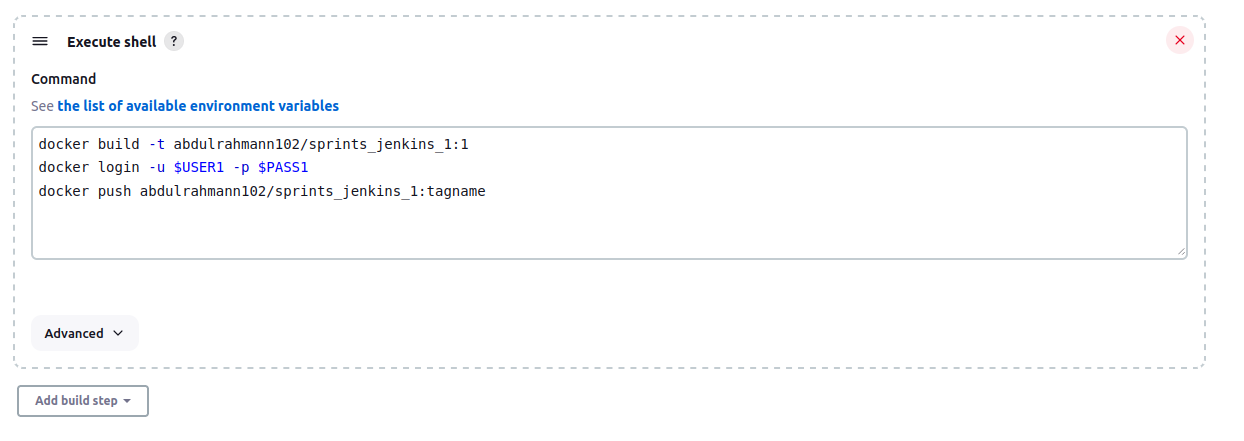 Execute shell ?
Command
See the list of available environment variables
docker build -t abdulrahmann102/sprints_jenkins_1:1
docker login -u $USER1 -p $PASS1
docker push abdulrahmann102/sprints_jenkins_1:tagname
Advanced
Add build step